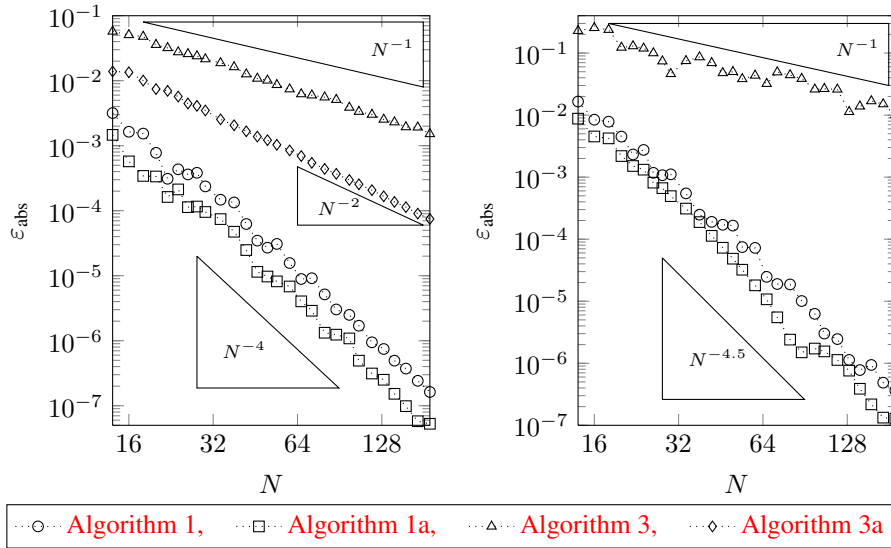 10^{-1}
10^{-2}
10^{-3}
10^{-4}
10^{-5}
10^{-6}
10^{-7}
ε_abs
N^{-1}
N^{-2}
N^{-4}
16 32 64 128
N
10^{-1}
10^{-2}
10^{-3}
10^{-4}
10^{-5}
10^{-6}
10^{-7}
ε_abs
N^{-1}
N^{-4.5}
16 32 64 128
N
Algorithm 1, Algorithm 1a, Algorithm 3, Algorithm 3a